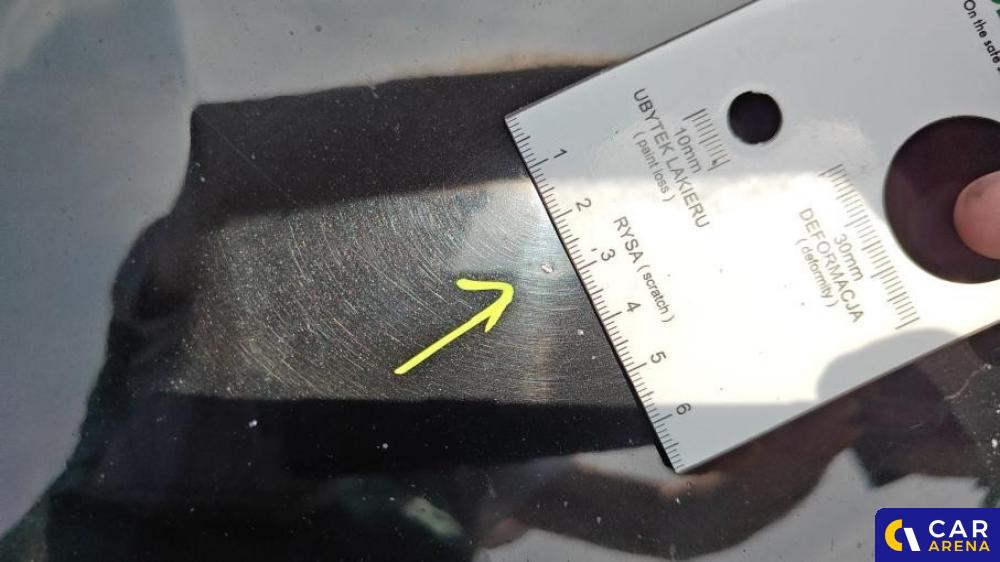 On the safe
UBYTEK LAKIERU
10mm
(paint loss)
30mm
DEFORMACJA
(deformity)
RYSA (scratch)
1
2
3
4
5
6
CAR
ARENA